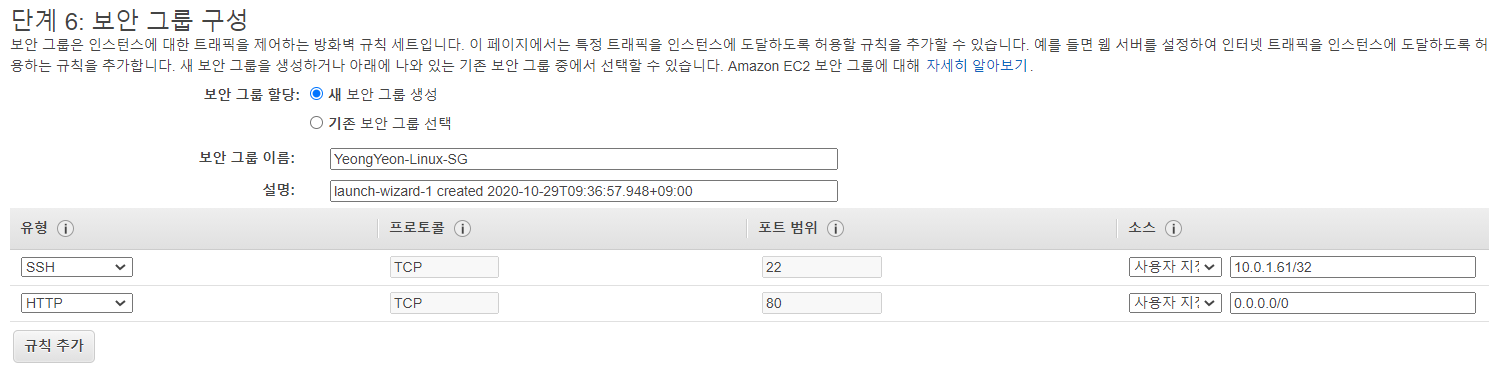 단계 6: 보안 그룹 구성
보안 그룹은 인스턴스에 대한 트래픽을 제어하는 방화벽 규칙 세트입니다. 이 페이지에서는 특정 트래픽을 인스턴스에 도달하도록 허용할 규칙을 추가할 수 있습니다. 예를 들면 웹 서버를 설정하여 인터넷 트래픽을 인스턴스에 도달하도록 허
용하는 규칙을 추가합니다. 새 보안 그룹을 생성하거나 아래에 나와 있는 기존 보안 그룹 중에서 선택할 수 있습니다. Amazon EC2 보안 그룹에 대해 자세히 알아보기.
보안 그룹 할당: 새 보안 그룹 생성
기존 보안 그룹 선택
보안 그룹 이름: YeongYeon-Linux-SG
설명: launch-wizard-1 created 2020-10-29T09:36:57.948+09:00
유형 프로토콜 포트 범위 소스
SSH TCP 22 사용자 지정 10.0.1.61/32
HTTP TCP 80 사용자 지정 0.0.0.0/0
규칙 추가